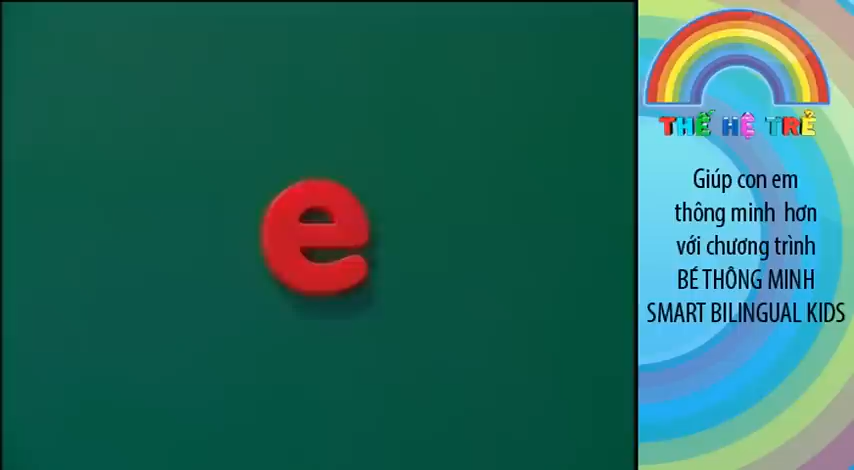 e
THẾ HỆ TRẺ
Giúp con em
thông minh hơn
với chương trình
BÉ THÔNG MINH
SMART BILINGUAL KIDS